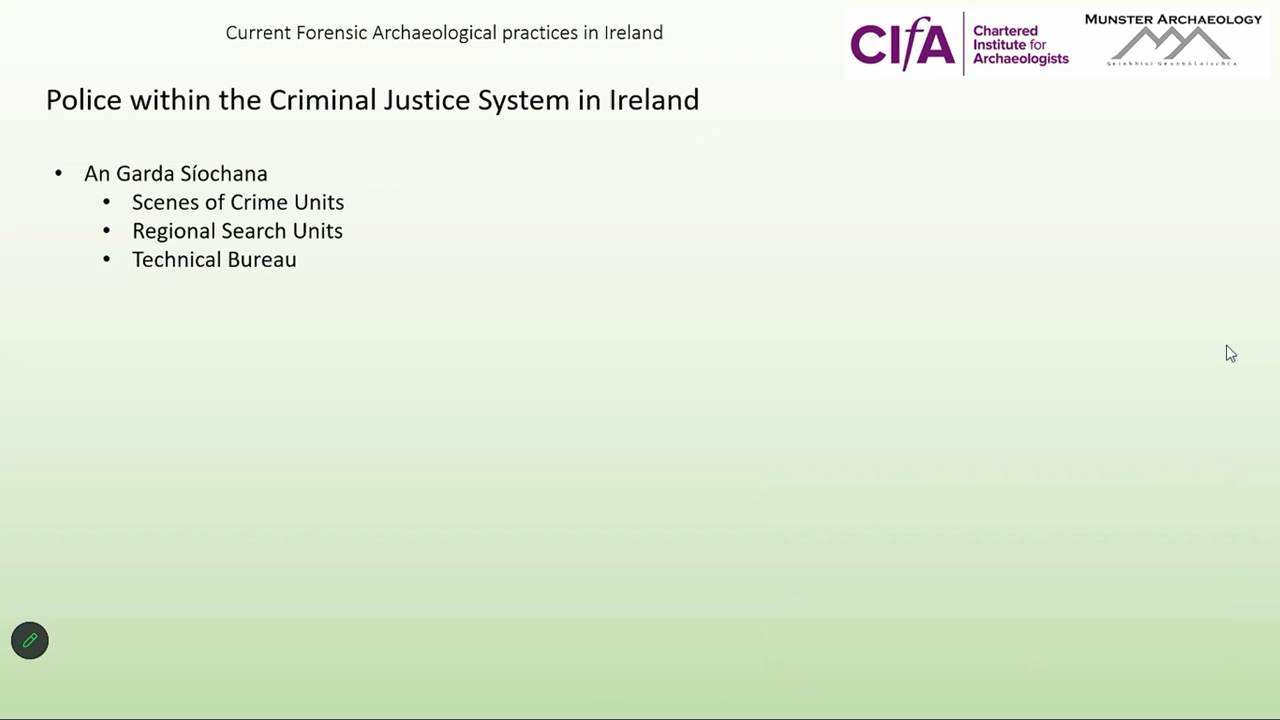 Current Forensic Archaeological practices in Ireland
CIfA
Chartered
Institute for
Archaeologists
MUNSTER ARCHAEOLOGY
Police within the Criminal Justice System in Ireland
• An Garda Síochana
• Scenes of Crime Units
• Regional Search Units
• Technical Bureau